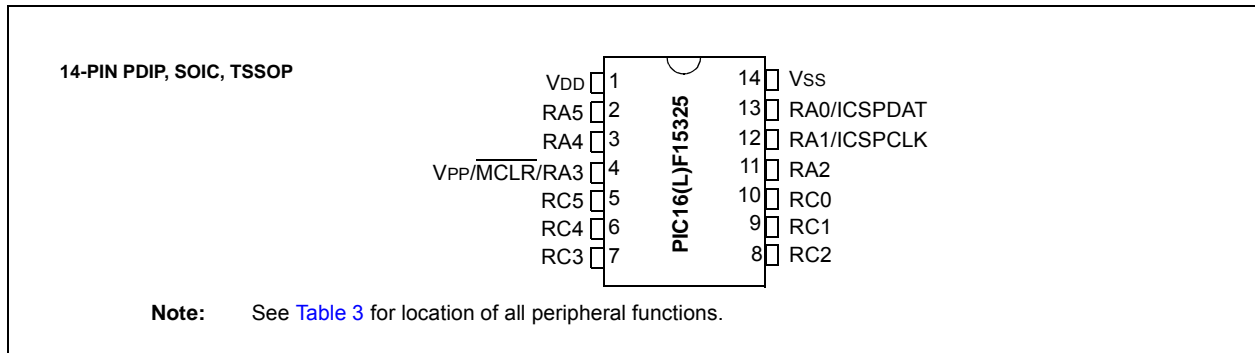 14-PIN PDIP, SOIC, TSSOP
VDD 1 14 VSS
RA5 2 13 RA0/ICSPDAT
RA4 3 12 RA1/ICSPCLK
VPP/MCLR/RA3 4 11 RA2
RC5 5 10 RC0
RC4 6 9 RC1
RC3 7 8 RC2
PIC16(L)F15325
Note: See Table 3 for location of all peripheral functions.